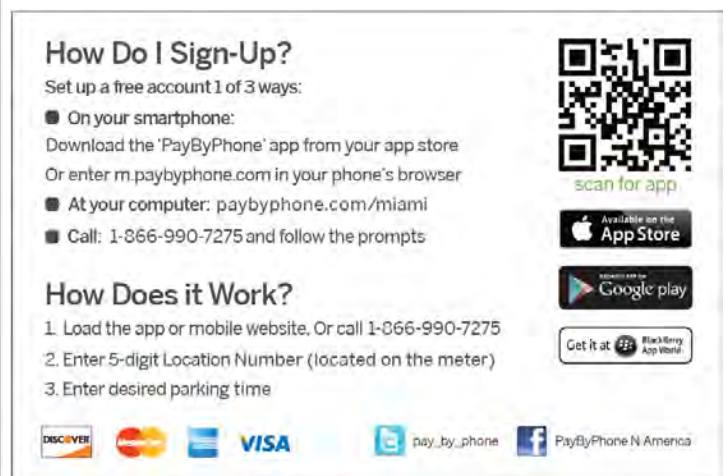 How Do I Sign-Up?
Set up a free account 1 of 3 ways:
On your smartphone:
Download the 'PayByPhone' app from your app store
Or enter m.paybyphone.com in your phone's browser
At your computer: paybyphone.com/miami
Call: 1-866-990-7275 and follow the prompts
scan for app
Available on the
App Store
Google play
Get it at BlackBerry
App World
How Does it Work?
1. Load the app or mobile website. Or call 1-866-990-7275
2. Enter 5-digit Location Number (located on the meter)
3. Enter desired parking time
DISCOVER MasterCard VISA pay_by_phone PayByPhone N America